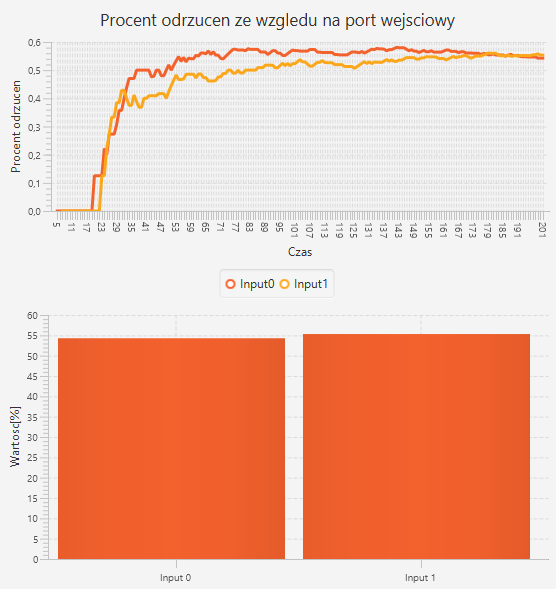 Procent odrzucen ze wzgledu na port wejsciowy
Procent odrzucen
0,6
0,5
0,4
0,3
0,2
0,1
0,0
5 11 17 23 29 35 41 47 53 59 65 71 77 83 89 95 101 107 113 119 125 131 137 143 149 155 161 167 173 179 185 191 201
Czas
Input0 Input1
Wartosc[%]
60
55
50
45
40
35
30
25
20
15
10
5
0
Input 0 Input 1